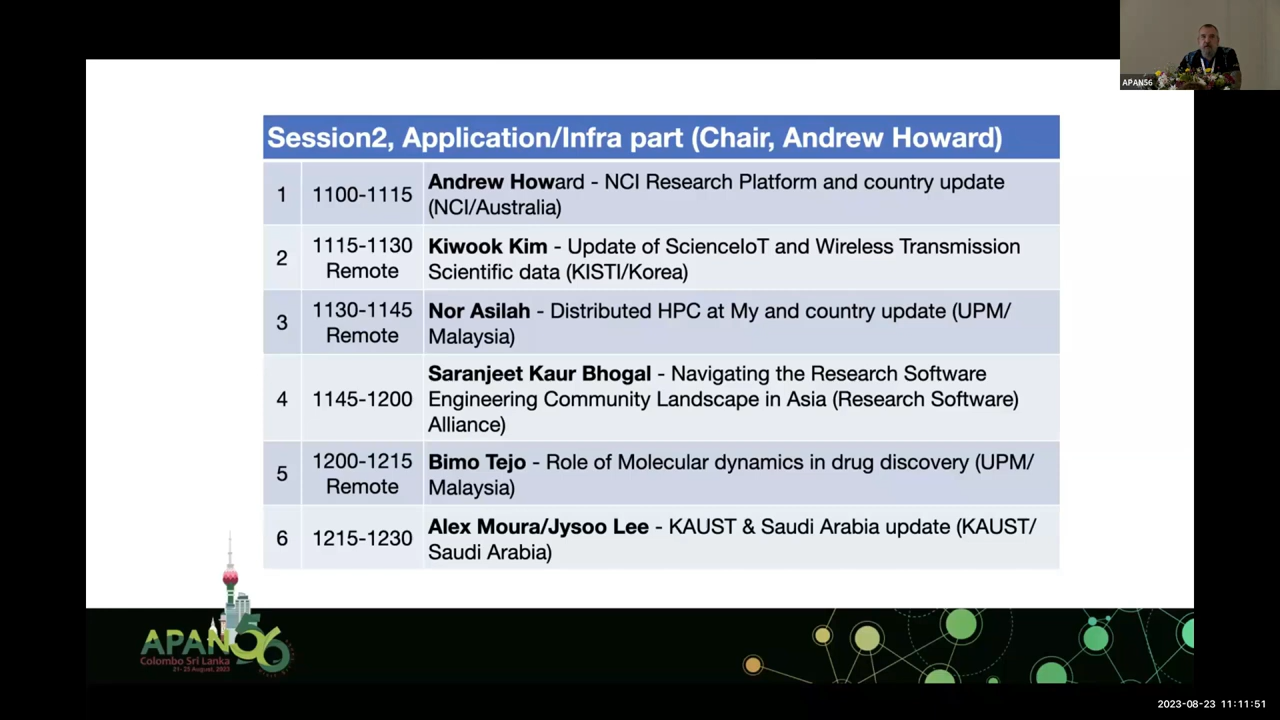 APAN56
Session2, Application/Infra part (Chair, Andrew Howard)
1
1100-1115
Andrew Howard - NCI Research Platform and country update
(NCI/Australia)
2
1115-1130
Remote
Kiwook Kim - Update of ScienceIoT and Wireless Transmission
Scientific data (KISTI/Korea)
3
1130-1145
Remote
Nor Asilah - Distributed HPC at My and country update (UPM/
Malaysia)
4
1145-1200
Saranjeet Kaur Bhogal - Navigating the Research Software
Engineering Community Landscape in Asia (Research Software)
Alliance)
5
1200-1215
Remote
Bimo Tejo - Role of Molecular dynamics in drug discovery (UPM/
Malaysia)
6
1215-1230
Alex Moura/Jysoo Lee - KAUST & Saudi Arabia update (KAUST/
Saudi Arabia)
APAN56
Colombo Sri Lanka
21- 25 August, 2023
2023-08-23 11:11:51